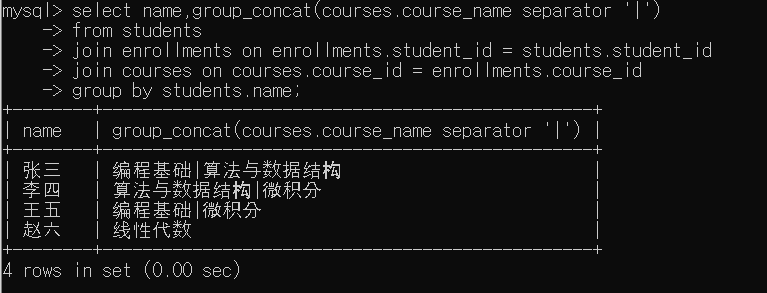 mysql> select name,group_concat(courses.course_name separator '|')
    -> from students
    -> join enrollments on enrollments.student_id = students.student_id
    -> join courses on courses.course_id = enrollments.course_id
    -> group by students.name;
+--------+-----------------------------------------------------+
| name   | group_concat(courses.course_name separator '|') |
+--------+-----------------------------------------------------+
| 张三   | 编程基础|算法与数据结构                         |
| 李四   | 算法与数据结构|微积分                           |
| 王五   | 编程基础|微积分                                 |
| 赵六   | 线性代数                                        |
+--------+-----------------------------------------------------+
4 rows in set (0.00 sec)